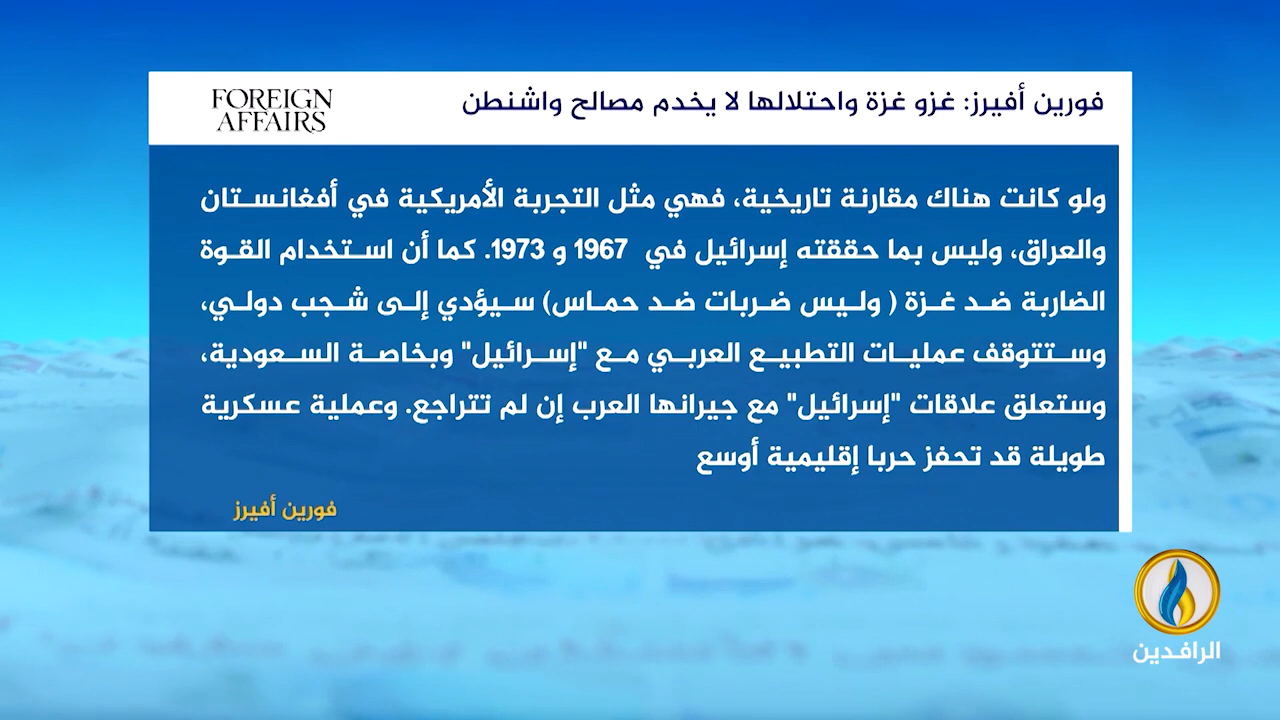 فورين أفيرز: غزو غزة واحتلالها لا يخدم مصالح واشنطن
FOREIGN
AFFAIRS
ولو كانت هناك مقارنة تاريخية، فهي مثل التجربة الأمريكية في أفغانستان
والعراق، وليس بما حققته إسرائيل في 1967 و 1973. كما أن استخدام القوة
الضاربة ضد غزة ( وليس ضربات ضد حماس) سيؤدي إلى شجب دولي،
وستتوقف عمليات التطبيع العربي مع "إسرائيل" وبخاصة السعودية،
وستعلق علاقات "إسرائيل" مع جيرانها العرب إن لم تتراجع. وعملية عسكرية
طويلة قد تحفز حربا إقليمية أوسع
فورين أفيرز
الرافدين